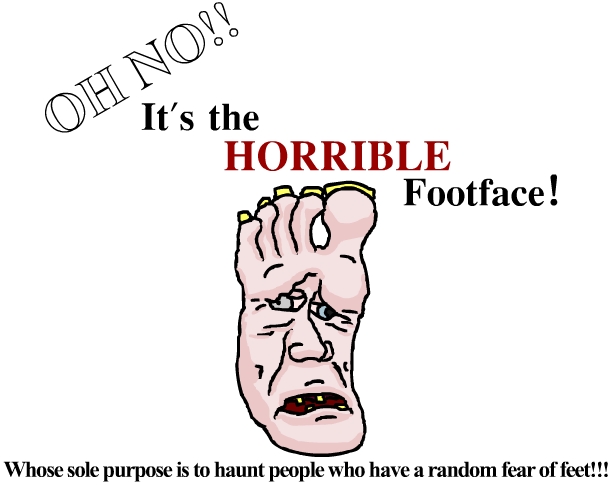 OH NO!!
It's the
HORRIBLE
Footface!
Whose sole purpose is to haunt people who have a random fear of feet!!!